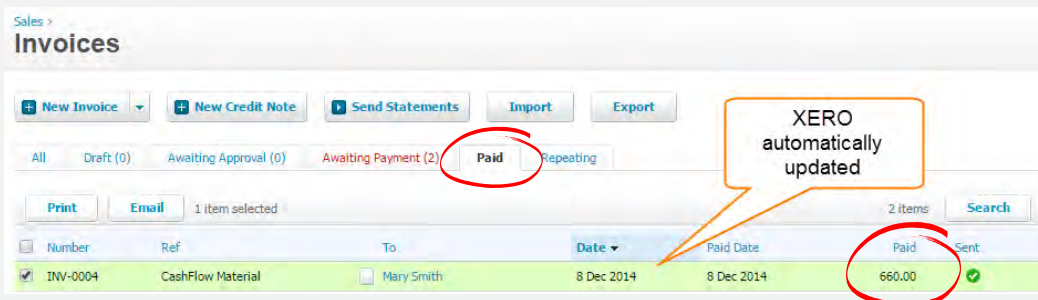 Sales >
Invoices
New Invoice New Credit Note Send Statements Import Export
XERO
automatically
updated
All Draft (0) Awaiting Approval (0) Awaiting Payment (2) Paid Repeating
Print Email 1 item selected 2 items Search
Number Ref To Date Paid Date Paid Sent
INV-0004 CashFlow Material Mary Smith 8 Dec 2014 8 Dec 2014 660.00